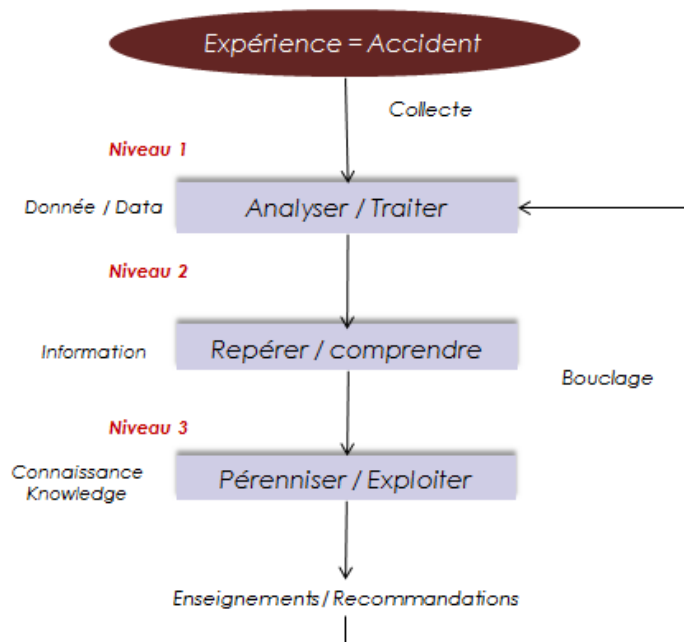 Expérience = Accident
Collecte
Niveau 1
Donnée / Data
Analyser / Traiter
Niveau 2
Information
Repérer / comprendre
Bouclage
Niveau 3
Connaissance
Knowledge
Pérenniser / Exploiter
Enseignements/Recommandations